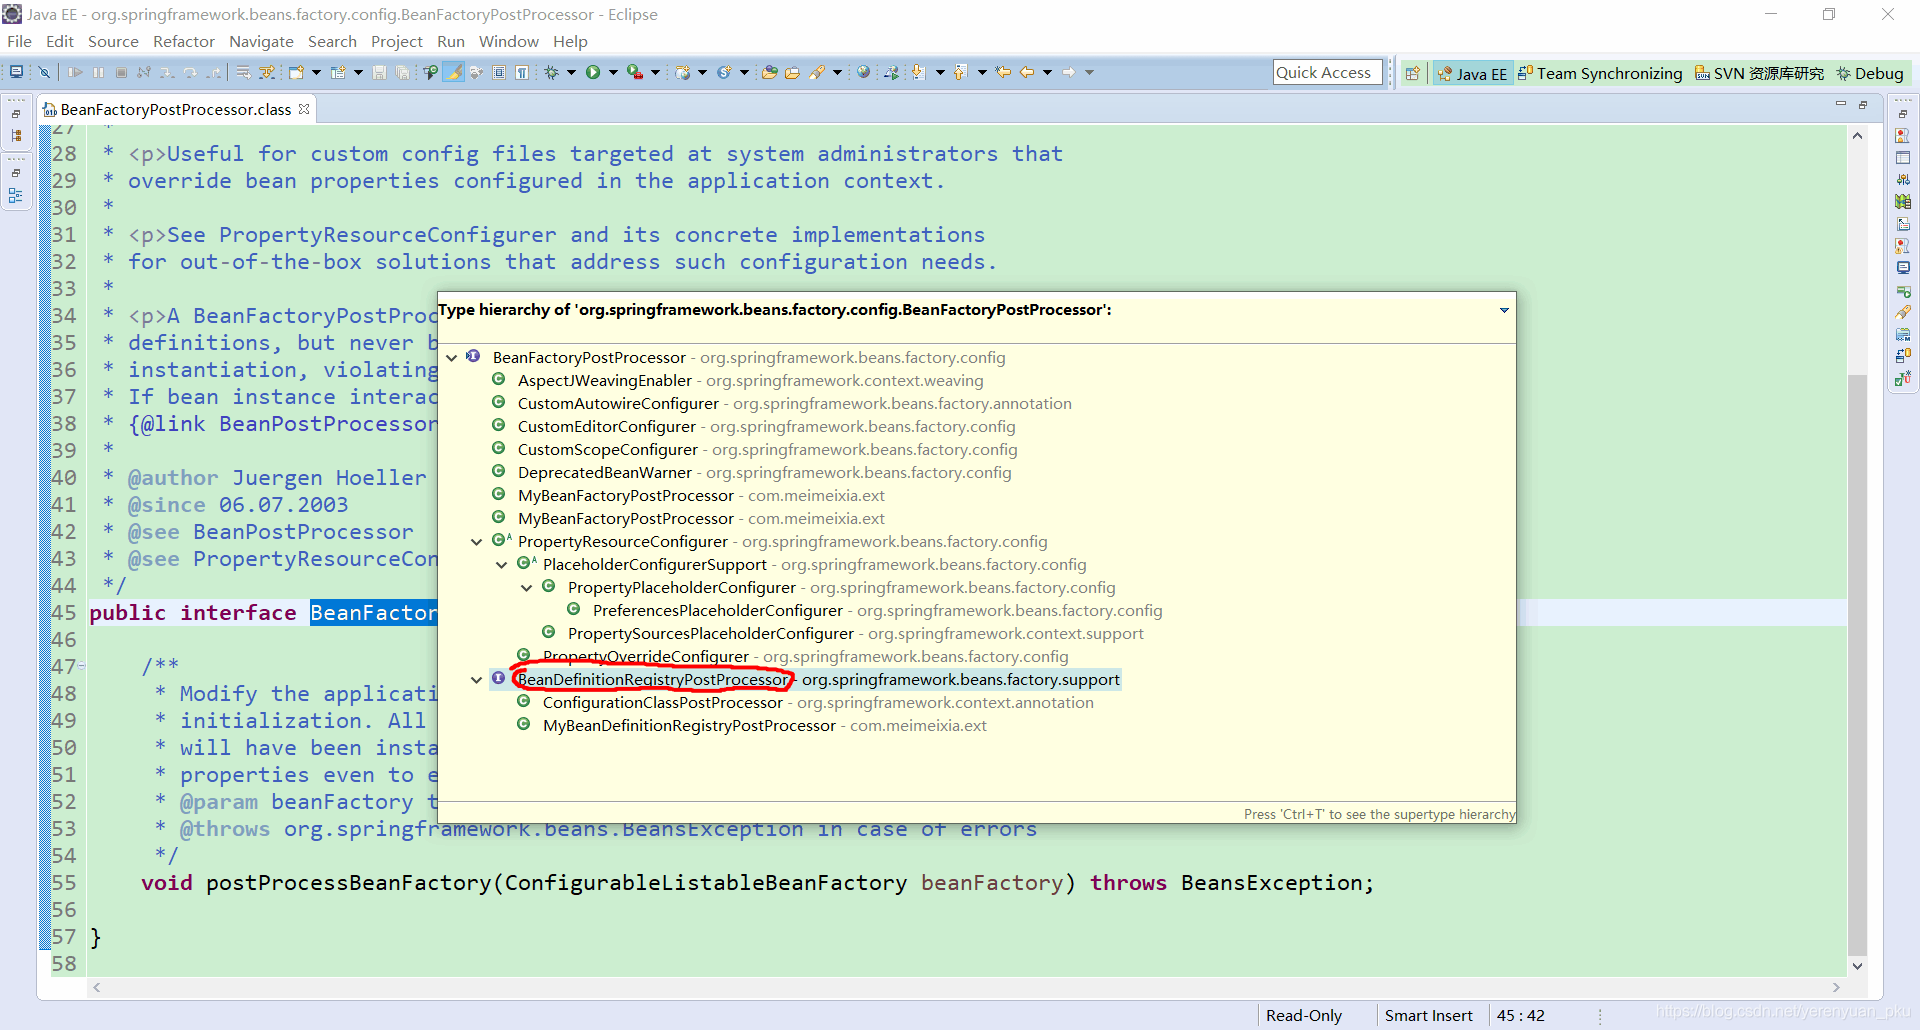 Java EE - org.springframework.beans.factory.config.BeanFactoryPostProcessor - Eclipse
File Edit Source Refactor Navigate Search Project Run Window Help
Quick Access
Java EE
Team Synchronizing
SVN 资源库研究
Debug
BeanFactoryPostProcessor.class
27 *
28 * <p>Useful for custom config files targeted at system administrators that
29 * override bean properties configured in the application context.
30 *
31 * <p>See PropertyResourceConfigurer and its concrete implementations
32 * for out-of-the-box solutions that address such configuration needs.
33 *
34 * <p>A BeanFactoryPostProc
35 * definitions, but never b
36 * instantiation, violating
37 * If bean instance interac
38 * {@link BeanPostProcessor
39 *
40 * @author Juergen Hoeller
41 * @since 06.07.2003
42 * @see BeanPostProcessor
43 * @see PropertyResourceCon
44 */
45 public interface BeanFactor
46
47 /**
48 * Modify the applicati
49 * initialization. All
50 * will have been insta
51 * properties even to e
52 * @param beanFactory t
53 * @throws org.springframework.beans.BeansException in case of errors
54 */
55 void postProcessBeanFactory(ConfigurableListableBeanFactory beanFactory) throws BeansException;
56
57 }
58
Type hierarchy of 'org.springframework.beans.factory.config.BeanFactoryPostProcessor':
BeanFactoryPostProcessor - org.springframework.beans.factory.config
AspectJWeavingEnabler - org.springframework.context.weaving
CustomAutowireConfigurer - org.springframework.beans.factory.annotation
CustomEditorConfigurer - org.springframework.beans.factory.config
CustomScopeConfigurer - org.springframework.beans.factory.config
DeprecatedBeanWarner - org.springframework.beans.factory.config
MyBeanFactoryPostProcessor - com.meimeixia.ext
MyBeanFactoryPostProcessor - com.meimeixia.ext
PropertyResourceConfigurer - org.springframework.beans.factory.config
PlaceholderConfigurerSupport - org.springframework.beans.factory.config
PropertyPlaceholderConfigurer - org.springframework.beans.factory.config
PreferencesPlaceholderConfigurer - org.springframework.beans.factory.config
PropertySourcesPlaceholderConfigurer - org.springframework.context.support
PropertyOverrideConfigurer - org.springframework.beans.factory.config
BeanDefinitionRegistryPostProcessor - org.springframework.beans.factory.support
ConfigurationClassPostProcessor - org.springframework.context.annotation
MyBeanDefinitionRegistryPostProcessor - com.meimeixia.ext
Press 'Ctrl+T' to see the supertype hierarchy
Read-Only
Smart Insert
45 : 42
https://blog.csdn.net/yerenyuan_pku